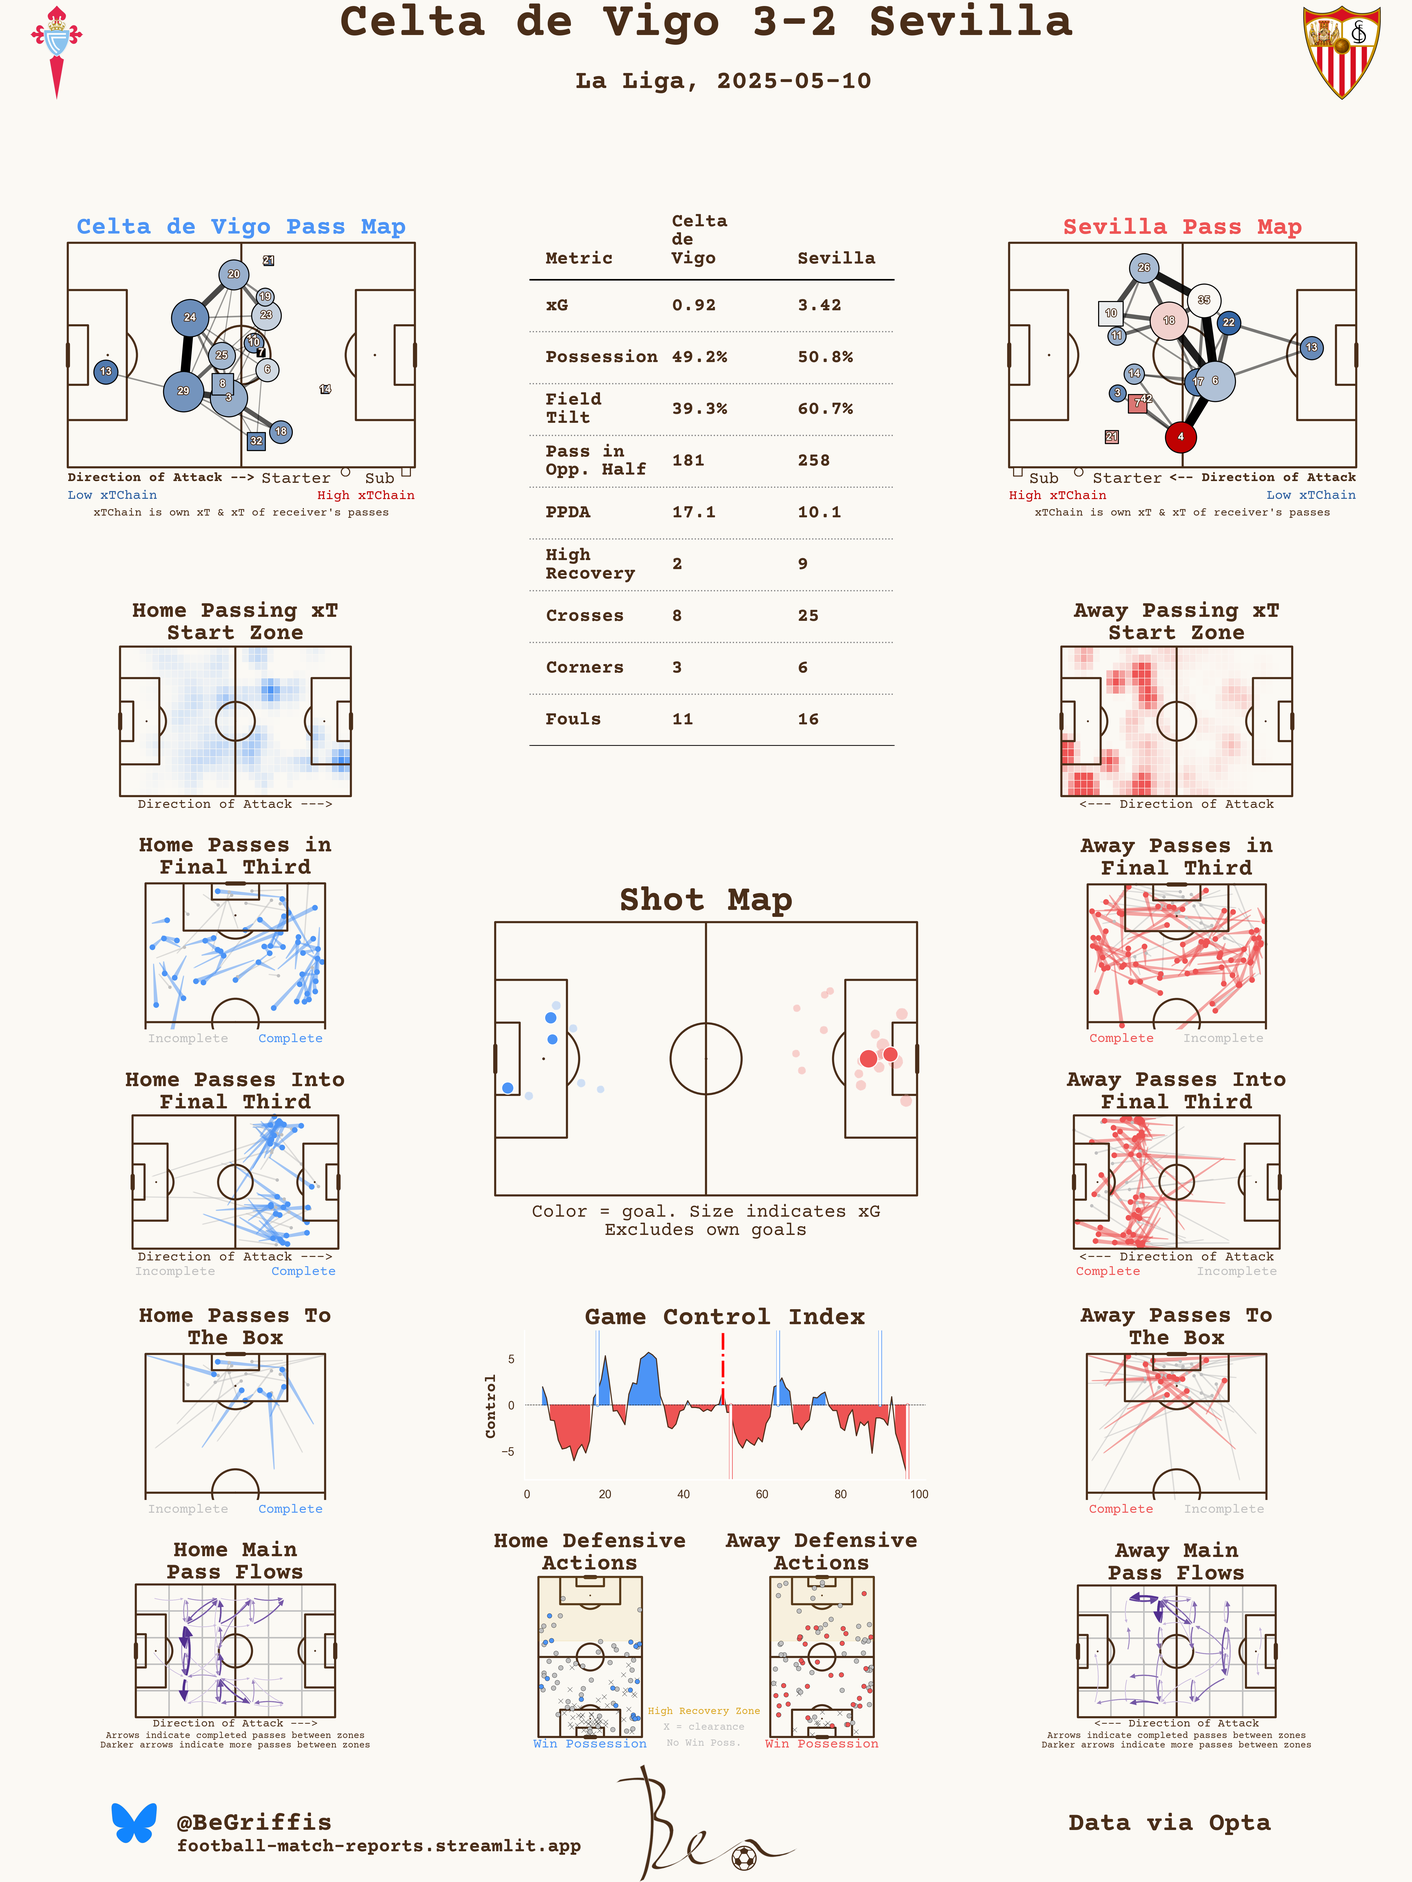 Celta de Vigo 3-2 Sevilla
La Liga, 2025-05-10
Celta de Vigo Pass Map
21
20
19
24
23
10
7
25
6
13
8
29
3
14
18
32
Direction of Attack --> Starter Sub
Low xTChain High xTChain
xTChain is own xT & xT of receiver's passes
Metric Celta de Vigo Sevilla
xG 0.92 3.42
Possession 49.2% 50.8%
Field Tilt 39.3% 60.7%
Pass in Opp. Half 181 258
PPDA 17.1 10.1
High Recovery 2 9
Crosses 8 25
Corners 3 6
Fouls 11 16
Sevilla Pass Map
26
35
10
18
22
11
13
14
17
6
3
7
42
21
4
Sub Starter <-- Direction of Attack
High xTChain Low xTChain
xTChain is own xT & xT of receiver's passes
Home Passing xT
Start Zone
Direction of Attack --->
Away Passing xT
Start Zone
<--- Direction of Attack
Home Passes in
Final Third
Incomplete Complete
Away Passes in
Final Third
Complete Incomplete
Shot Map
Color = goal. Size indicates xG
Excludes own goals
Home Passes Into
Final Third
Direction of Attack --->
Incomplete Complete
Away Passes Into
Final Third
<--- Direction of Attack
Complete Incomplete
Home Passes To
The Box
Incomplete Complete
Game Control Index
Control
5
0
−5
0 20 40 60 80 100
Away Passes To
The Box
Complete Incomplete
Home Main
Pass Flows
Direction of Attack --->
Arrows indicate completed passes between zones
Darker arrows indicate more passes between zones
Home Defensive
Actions
Win Possession
Away Defensive
Actions
Win Possession
High Recovery Zone
X = clearance
No Win Poss.
Away Main
Pass Flows
<--- Direction of Attack
Arrows indicate completed passes between zones
Darker arrows indicate more passes between zones
@BeGriffis
football-match-reports.streamlit.app
Ben
Data via Opta